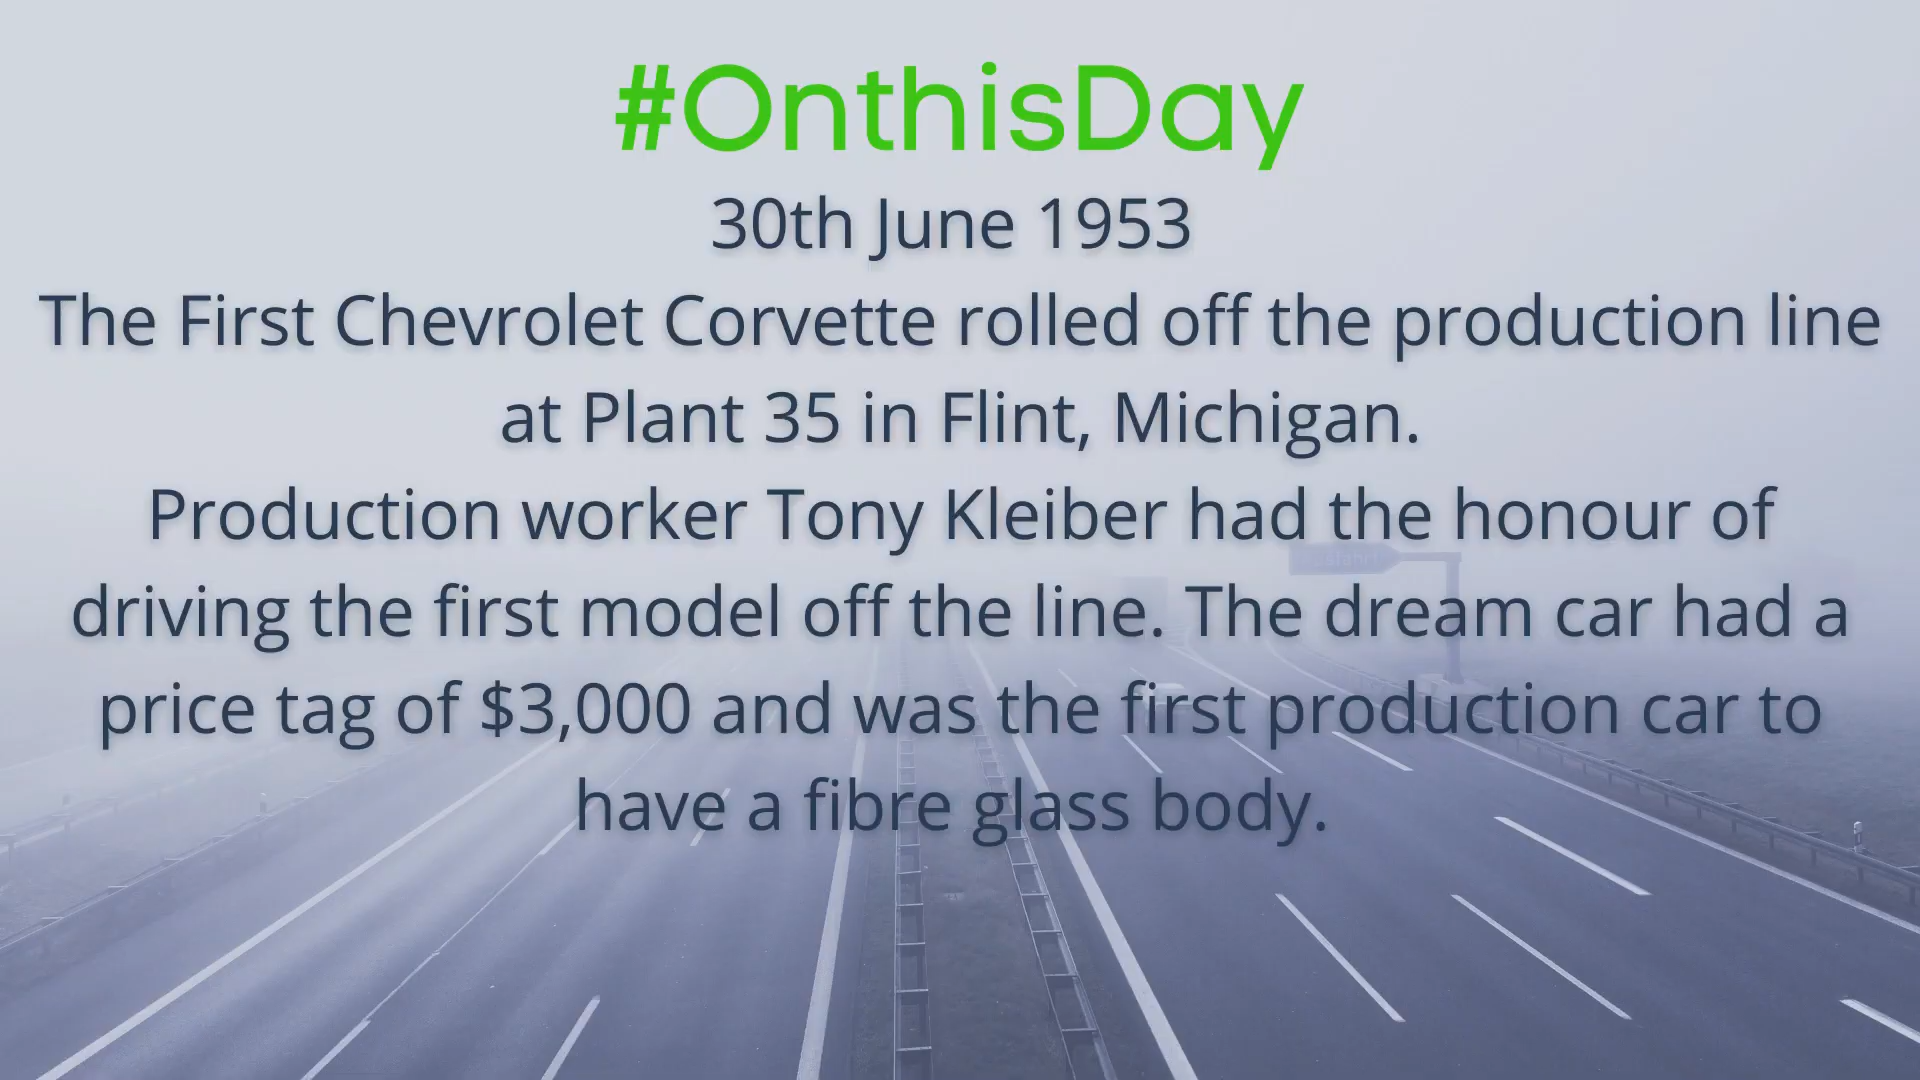 #OnthisDay
30th June 1953
The First Chevrolet Corvette rolled off the production line
at Plant 35 in Flint, Michigan.
Production worker Tony Kleiber had the honour of
driving the first model off the line. The dream car had a
price tag of $3,000 and was the first production car to
have a fibre glass body.